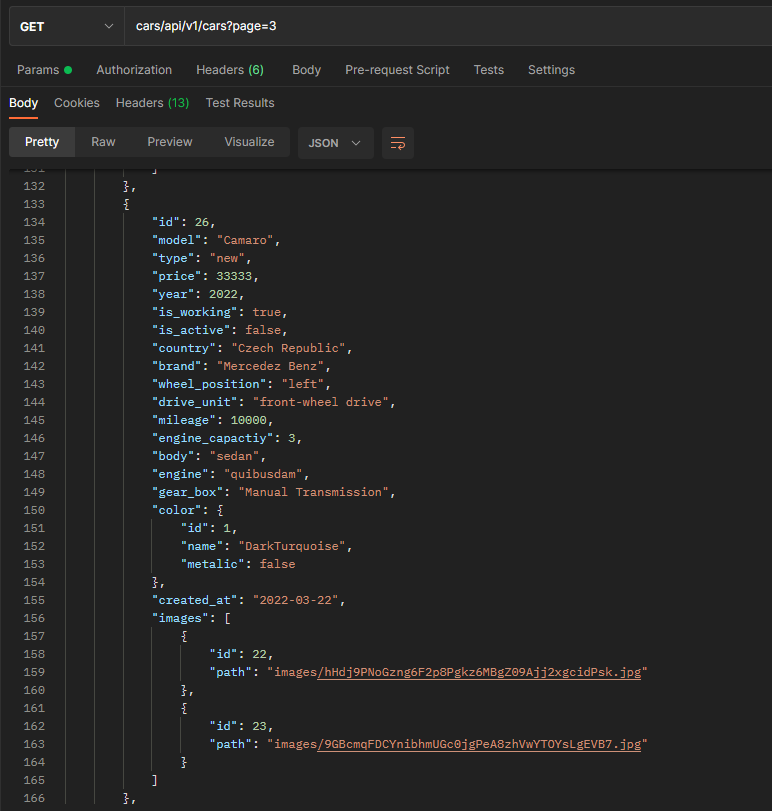 GET cars/api/v1/cars?page=3
Params Authorization Headers (6) Body Pre-request Script Tests Settings
Body Cookies Headers (13) Test Results
Pretty Raw Preview Visualize JSON
131 ]
132 },
133 {
134 "id": 26,
135 "model": "Camaro",
136 "type": "new",
137 "price": 33333,
138 "year": 2022,
139 "is_working": true,
140 "is_active": false,
141 "country": "Czech Republic",
142 "brand": "Mercedez Benz",
143 "wheel_position": "left",
144 "drive_unit": "front-wheel drive",
145 "mileage": 10000,
146 "engine_capactiy": 3,
147 "body": "sedan",
148 "engine": "quibusdam",
149 "gear_box": "Manual Transmission",
150 "color": {
151 "id": 1,
152 "name": "DarkTurquoise",
153 "metalic": false
154 },
155 "created_at": "2022-03-22",
156 "images": [
157 {
158 "id": 22,
159 "path": "images/hHdj9PNoGzng6F2p8Pgkz6MBgZ09Ajj2xgcidPsk.jpg"
160 },
161 {
162 "id": 23,
163 "path": "images/9GBcmqFDCYnibhmUGc0jgPeA8zhVwYTOYsLgEVB7.jpg"
164 }
165 ]
166 },